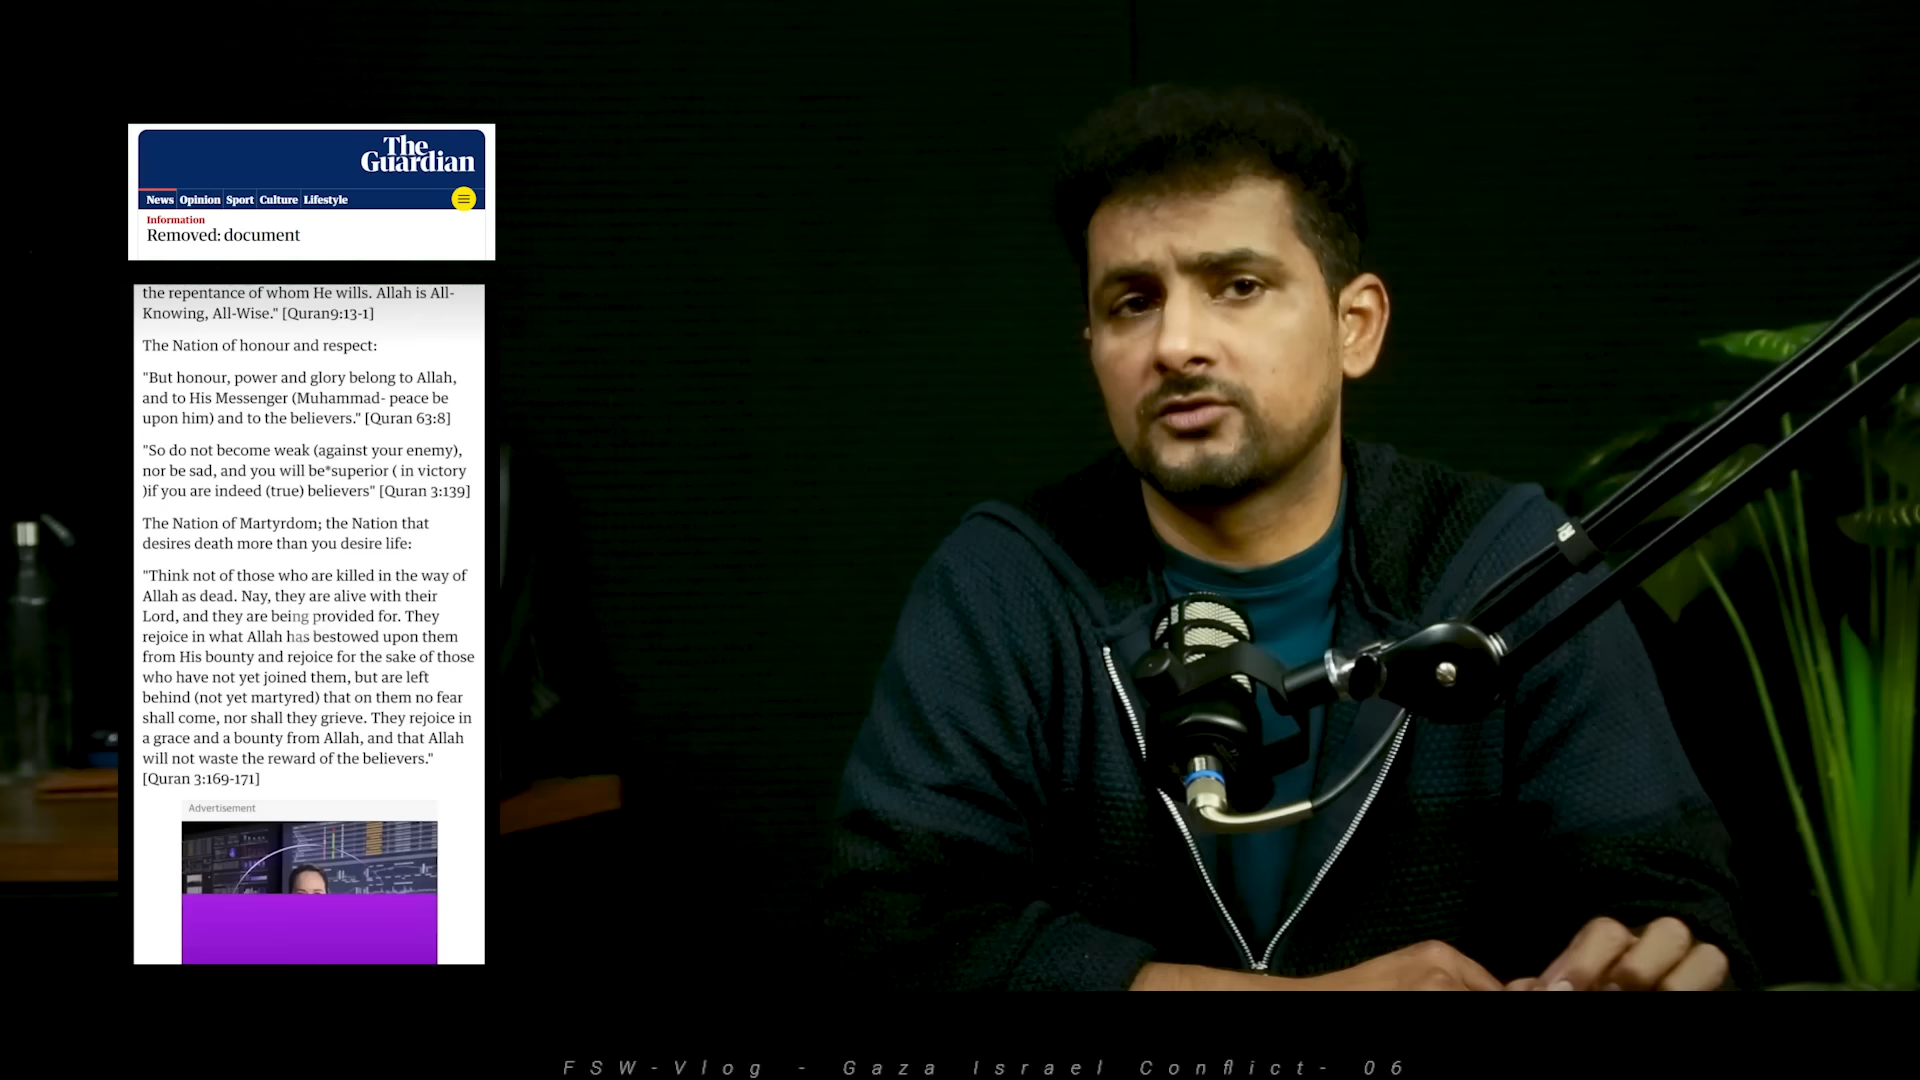 The
Guardian
News Opinion Sport Culture Lifestyle
Information
Removed: document
the repentance of whom He wills. Allah is All-
Knowing, All-Wise." [Quran9:13-1]
The Nation of honour and respect:
"But honour, power and glory belong to Allah,
and to His Messenger (Muhammad- peace be
upon him) and to the believers." [Quran 63:8]
"So do not become weak (against your enemy),
nor be sad, and you will be*superior ( in victory
)if you are indeed (true) believers" [Quran 3:139]
The Nation of Martyrdom; the Nation that
desires death more than you desire life:
"Think not of those who are killed in the way of
Allah as dead. Nay, they are alive with their
Lord, and they are being provided for. They
rejoice in what Allah has bestowed upon them
from His bounty and rejoice for the sake of those
who have not yet joined them, but are left
behind (not yet martyred) that on them no fear
shall come, nor shall they grieve. They rejoice in
a grace and a bounty from Allah, and that Allah
will not waste the reward of the believers."
[Quran 3:169-171]
Advertisement
FSW-Vlog - Gaza Israel Conflict- 06